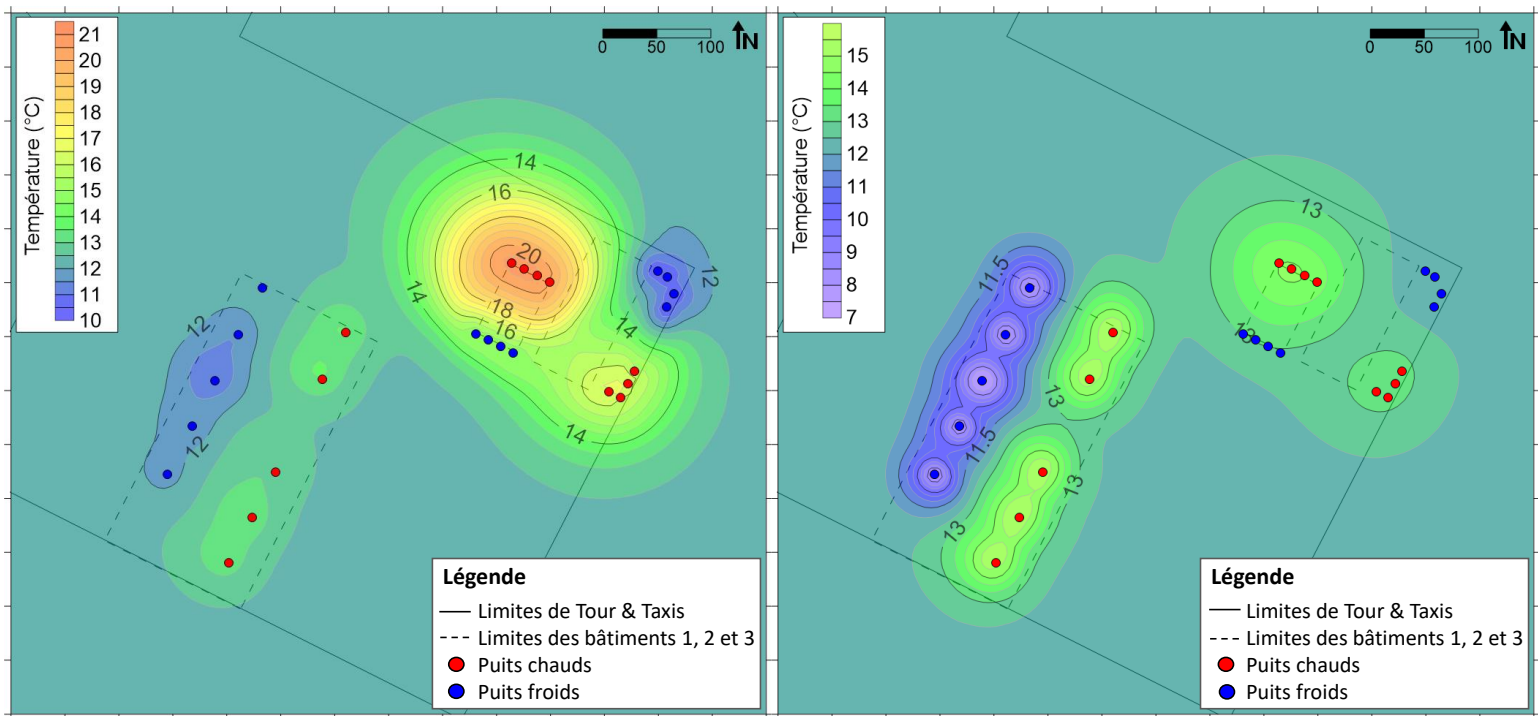 Température (°C)
21
20
19
18
17
16
15
14
13
12
11
10
0 50 100
N
14
16
20
18
16
14
14
14
12
12
12
Légende
Limites de Tour & Taxis
Limites des bâtiments 1, 2 et 3
Puits chauds
Puits froids
Température (°C)
15
14
13
12
11
10
9
8
7
0 50 100
N
13
13
11.5
11.5
13
13
13
Légende
Limites de Tour & Taxis
Limites des bâtiments 1, 2 et 3
Puits chauds
Puits froids